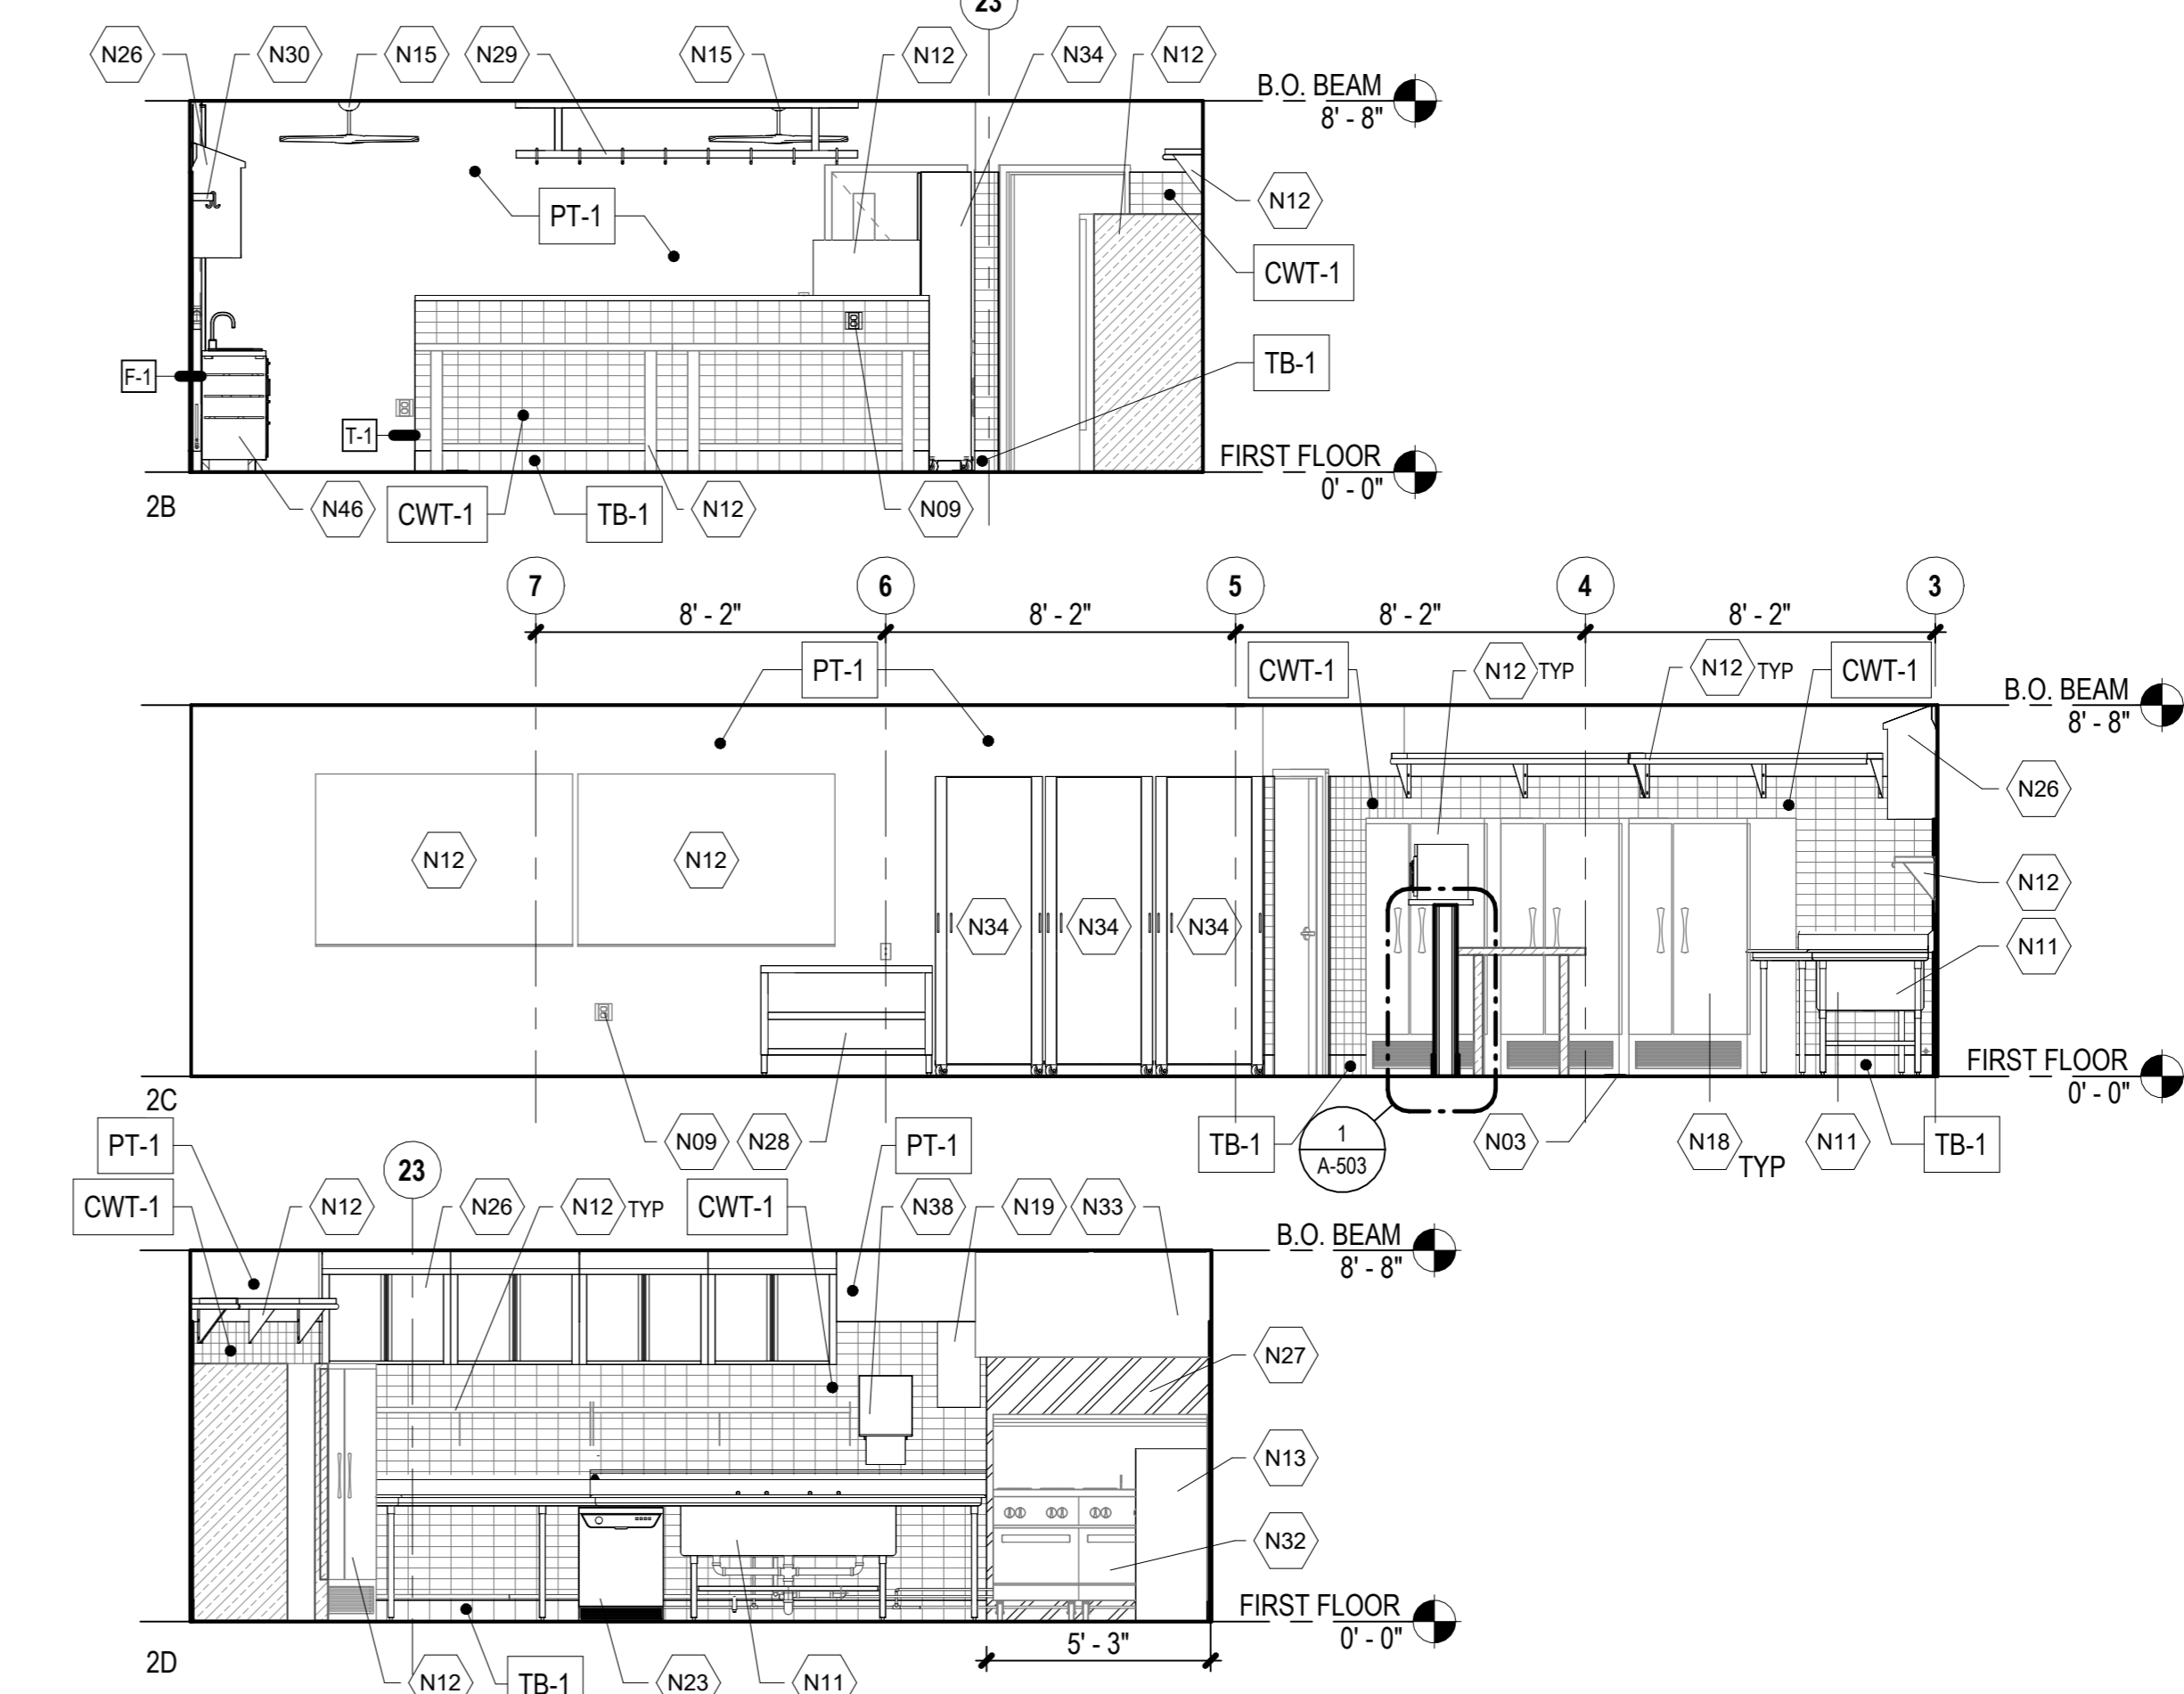 23
N26
N30
N15
N29
N15
N12
N34
N12
B.O. BEAM
8' - 8"
PT-1
N12
CWT-1
F-1
T-1
TB-1
FIRST FLOOR
0' - 0"
2B
N46
CWT-1
TB-1
N12
N09
7
6
5
4
3
8' - 2"
8' - 2"
8' - 2"
8' - 2"
PT-1
CWT-1
N12 TYP
N12 TYP
CWT-1
B.O. BEAM
8' - 8"
N26
N12
N12
N12
N34
N34
N34
N11
FIRST FLOOR
0' - 0"
2C
N09
N28
PT-1
TB-1
1
A-503
N03
N18 TYP
N11
TB-1
PT-1
23
CWT-1
N12
N26
N12 TYP
CWT-1
N38
N19
N33
B.O. BEAM
8' - 8"
N27
N13
N32
FIRST FLOOR
0' - 0"
5' - 3"
2D
N12
TB-1
N23
N11